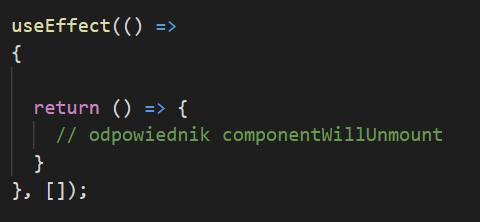 useEffect(() =>
{
return () => {
// odpowiednik componentWillUnmount
}
}, []);